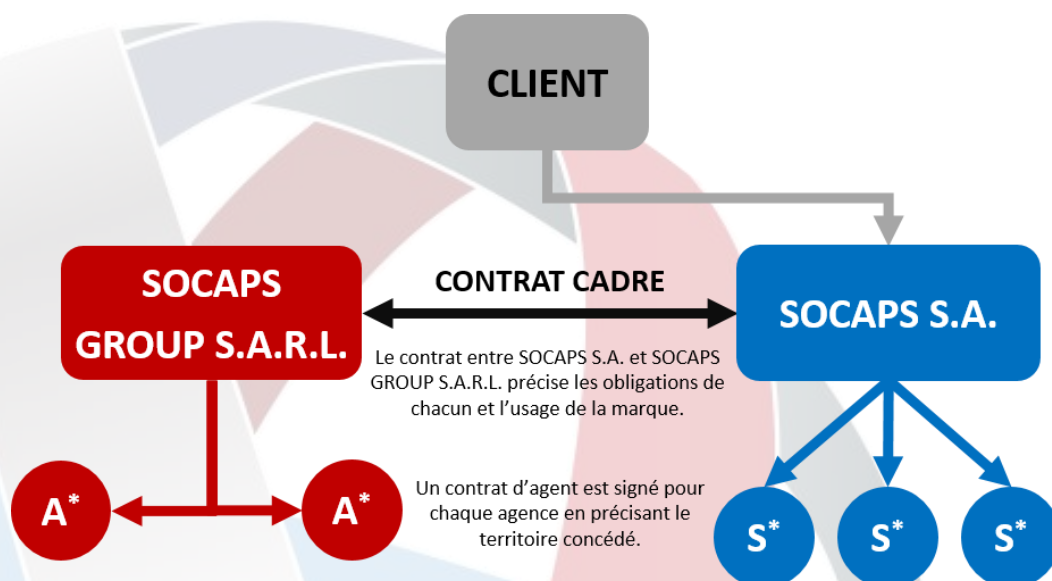 CLIENT
SOCAPS
GROUP S.A.R.L.
CONTRAT CADRE
SOCAPS S.A.
Le contrat entre SOCAPS S.A. et SOCAPS
GROUP S.A.R.L. précise les obligations de
chacun et l’usage de la marque.
A*
A*
Un contrat d’agent est signé pour
chaque agence en précisant le
territoire concédé.
S*
S*
S*